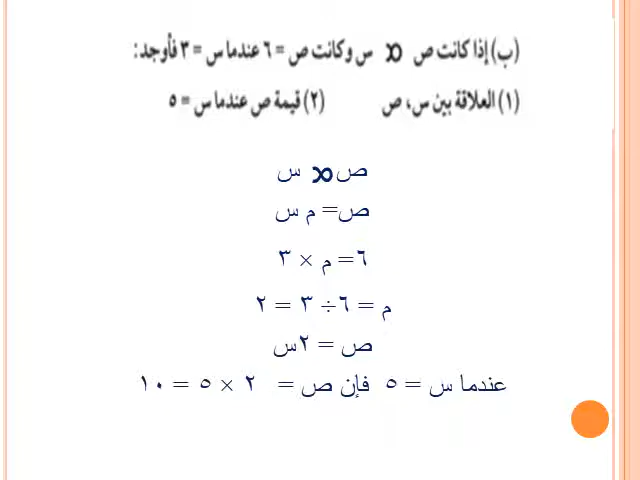 (ب) إذا كانت ص ∝ س وكانت ص = ٦ عندما س = ٣ فأوجد :
(١) العلاقة بين س، ص (٢) قيمة ص عندما س = ٥
ص ∝ س
ص= م س
٦= م × ٣
م = ٦÷ ٣ = ٢
ص = ٢س
عندما س = ٥ فإن ص = ٢ × ٥ = ١٠